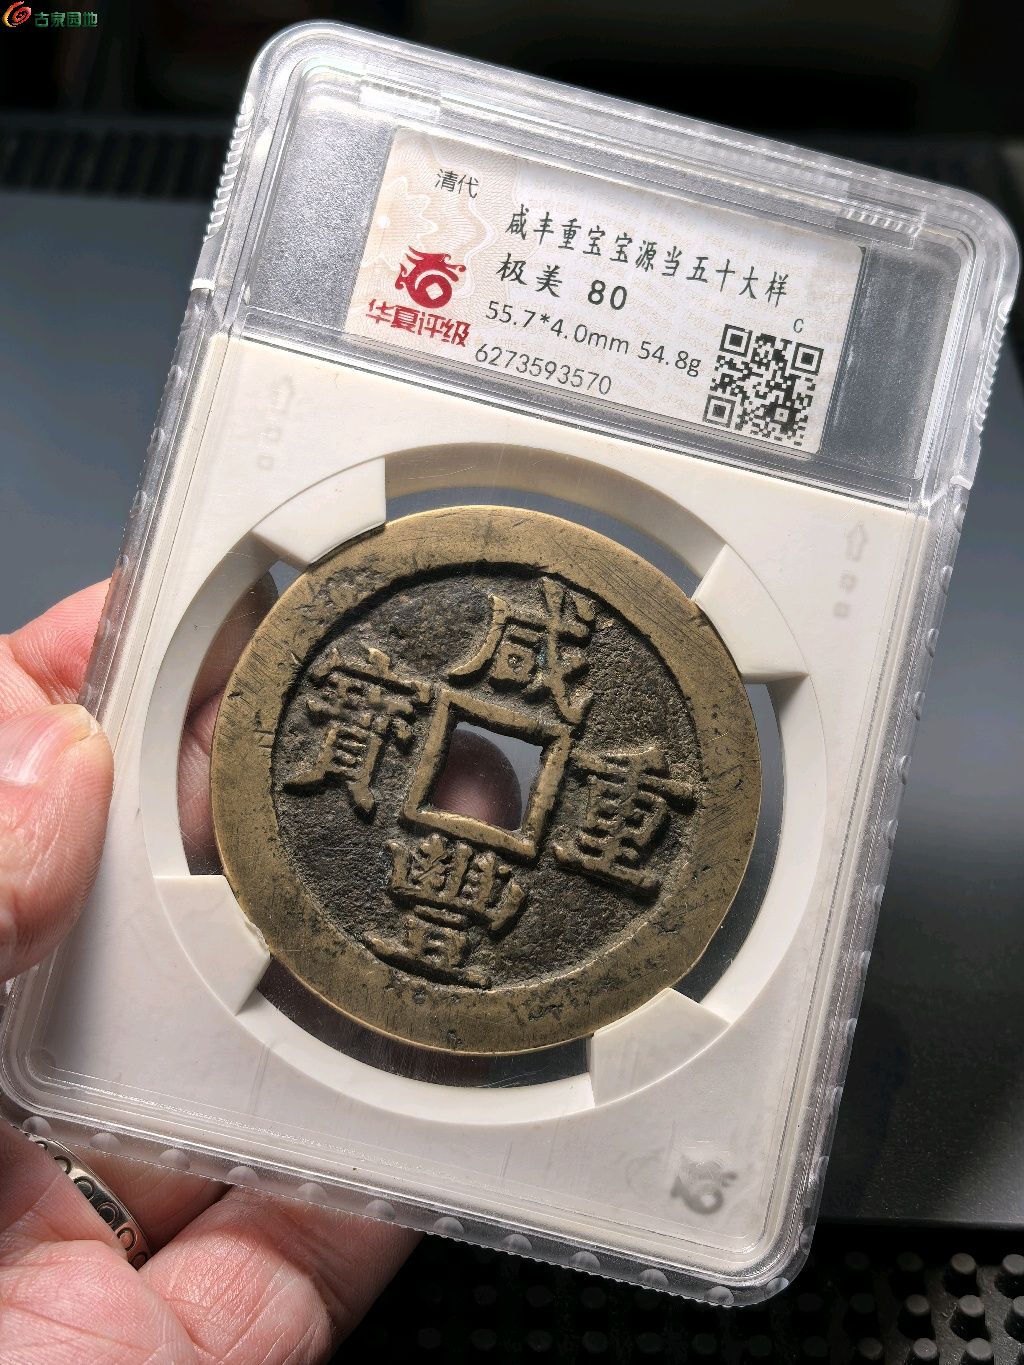 古泉园地
清代
咸丰重宝宝源当五十大样
极美 80
C
55.7*4.0mm 54.8g
华夏评级
6273593570
咸
寶 重
豐